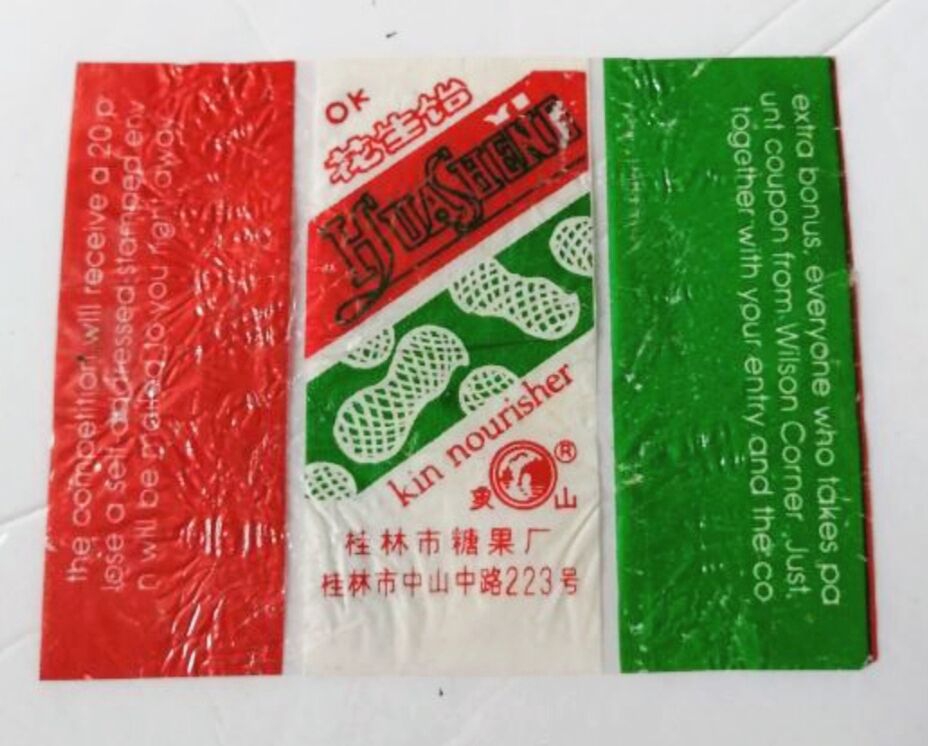 the competition will receive a 20 p
lose a self addressed stamped env
n will be mailed to you right away
OK
花生饴
HUASHENG
YI
kin nourisher
象
®
山
桂林市糖果厂
桂林市中山中路223号
extra bonus, everyone who takes pa
unt coupon from Wilson Corner. Just,
together with your entry and the co